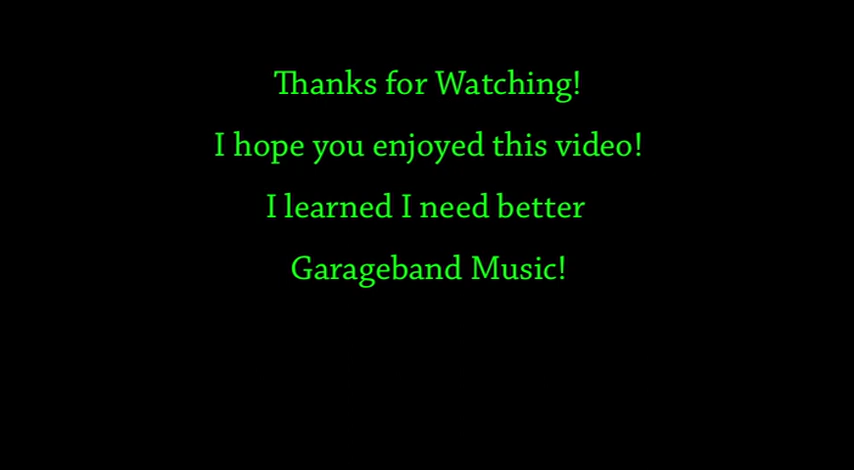 Thanks for Watching!
I hope you enjoyed this video!
I learned I need better
Garageband Music!